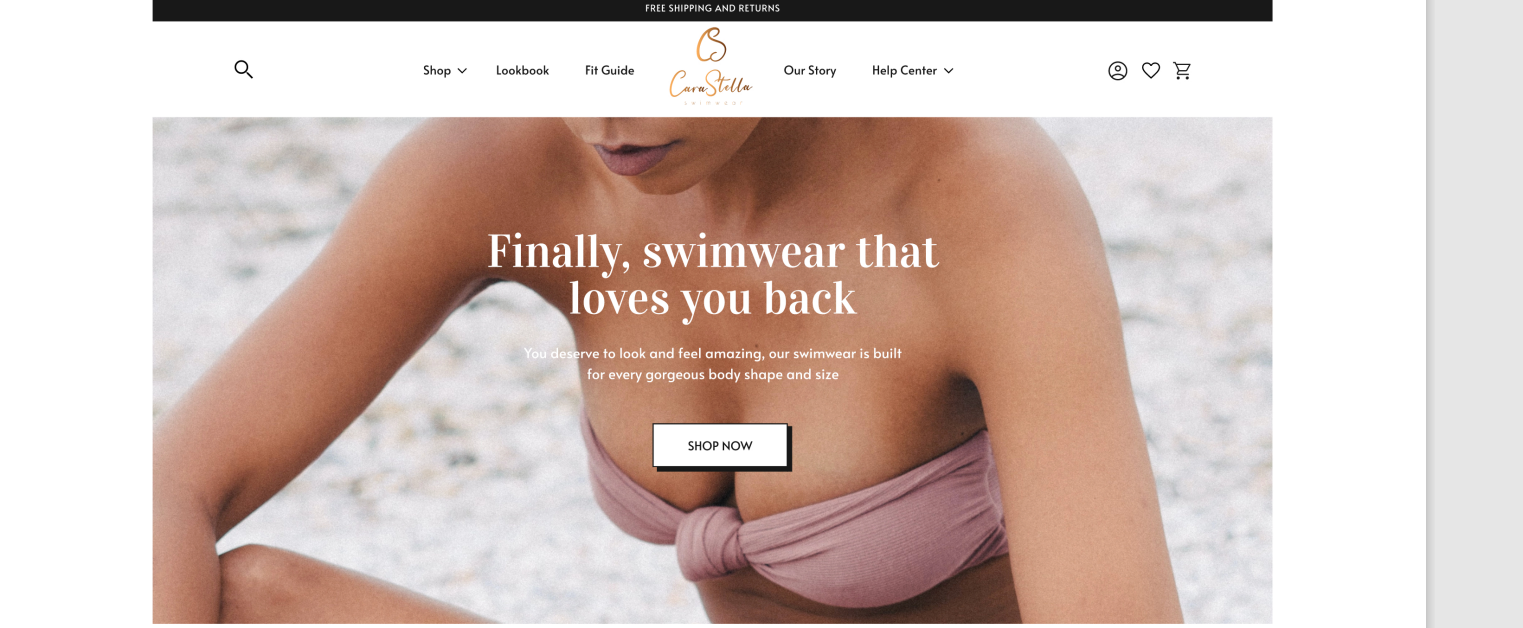 FREE SHIPPING AND RETURNS
Shop
Lookbook
Fit Guide
CaraStella
Our Story
Help Center
Finally, swimwear that
loves you back
You deserve to look and feel amazing, our swimwear is built
for every gorgeous body shape and size
SHOP NOW